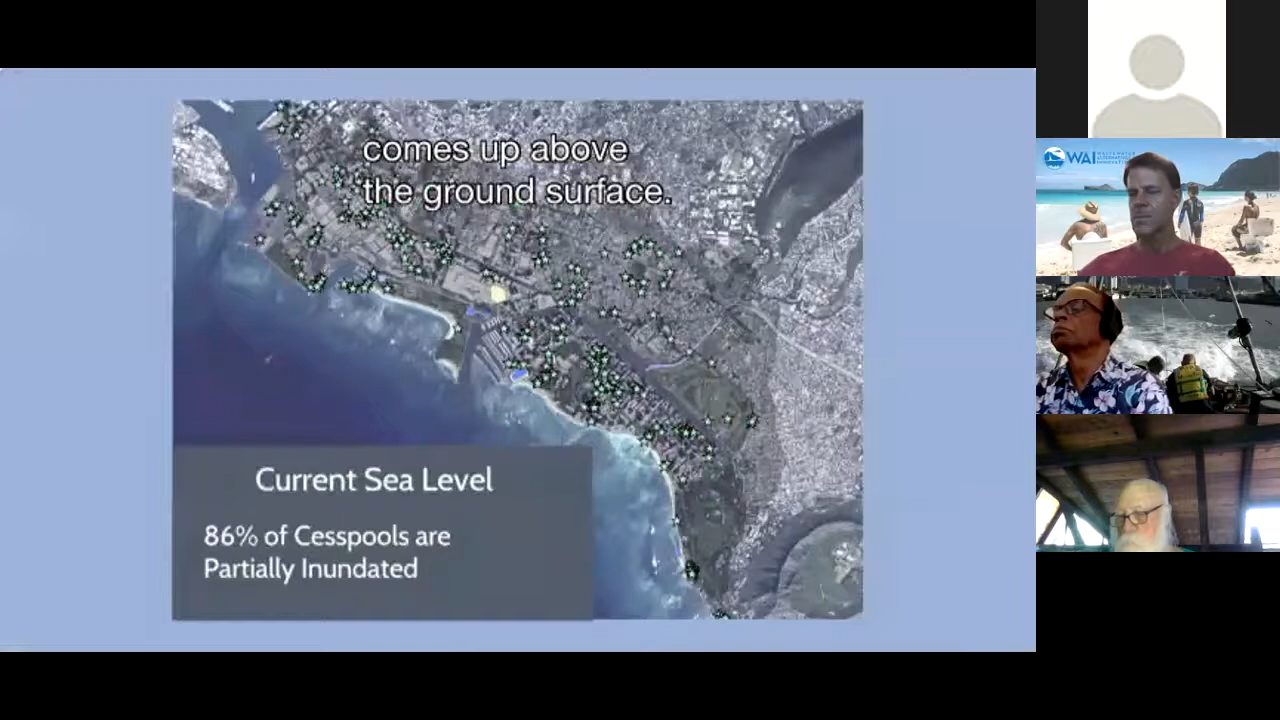 comes up above
the ground surface.
Current Sea Level
86% of Cesspools are
Partially Inundated
WAI